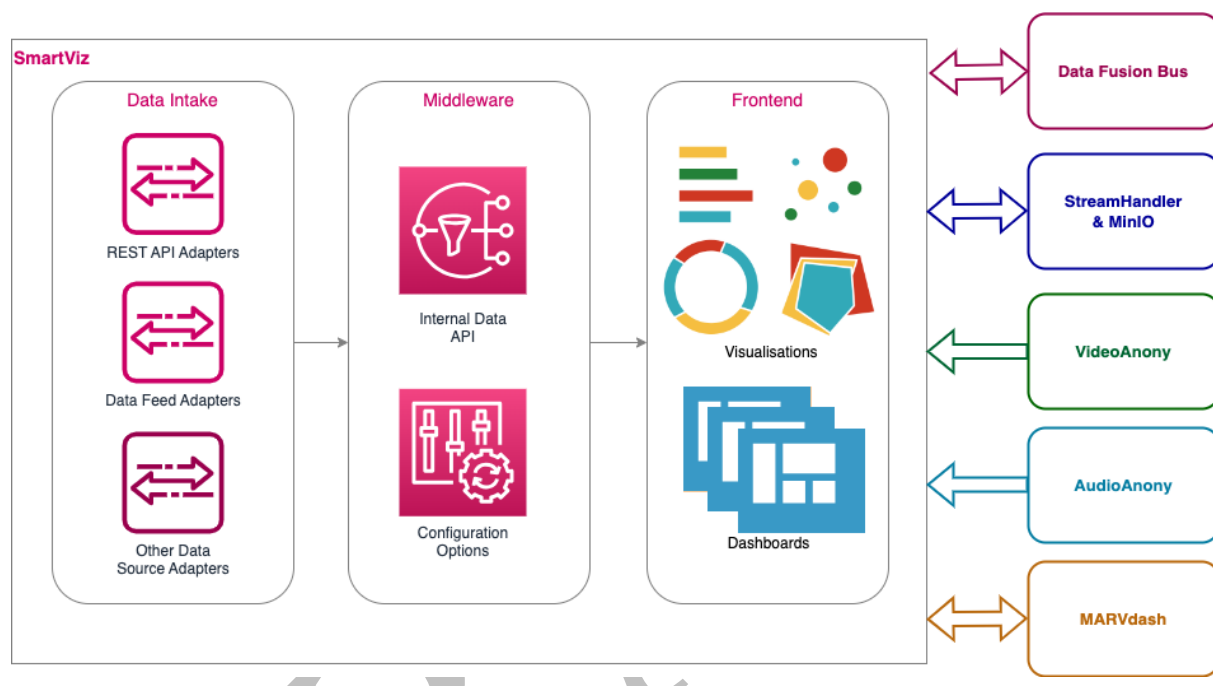 SmartViz
Data Intake
REST API Adapters
Data Feed Adapters
Other Data
Source Adapters
Middleware
Internal Data
API
Configuration
Options
Frontend
Visualisations
Dashboards
Data Fusion Bus
StreamHandler
& MinIO
VideoAnony
AudioAnony
MARVdash